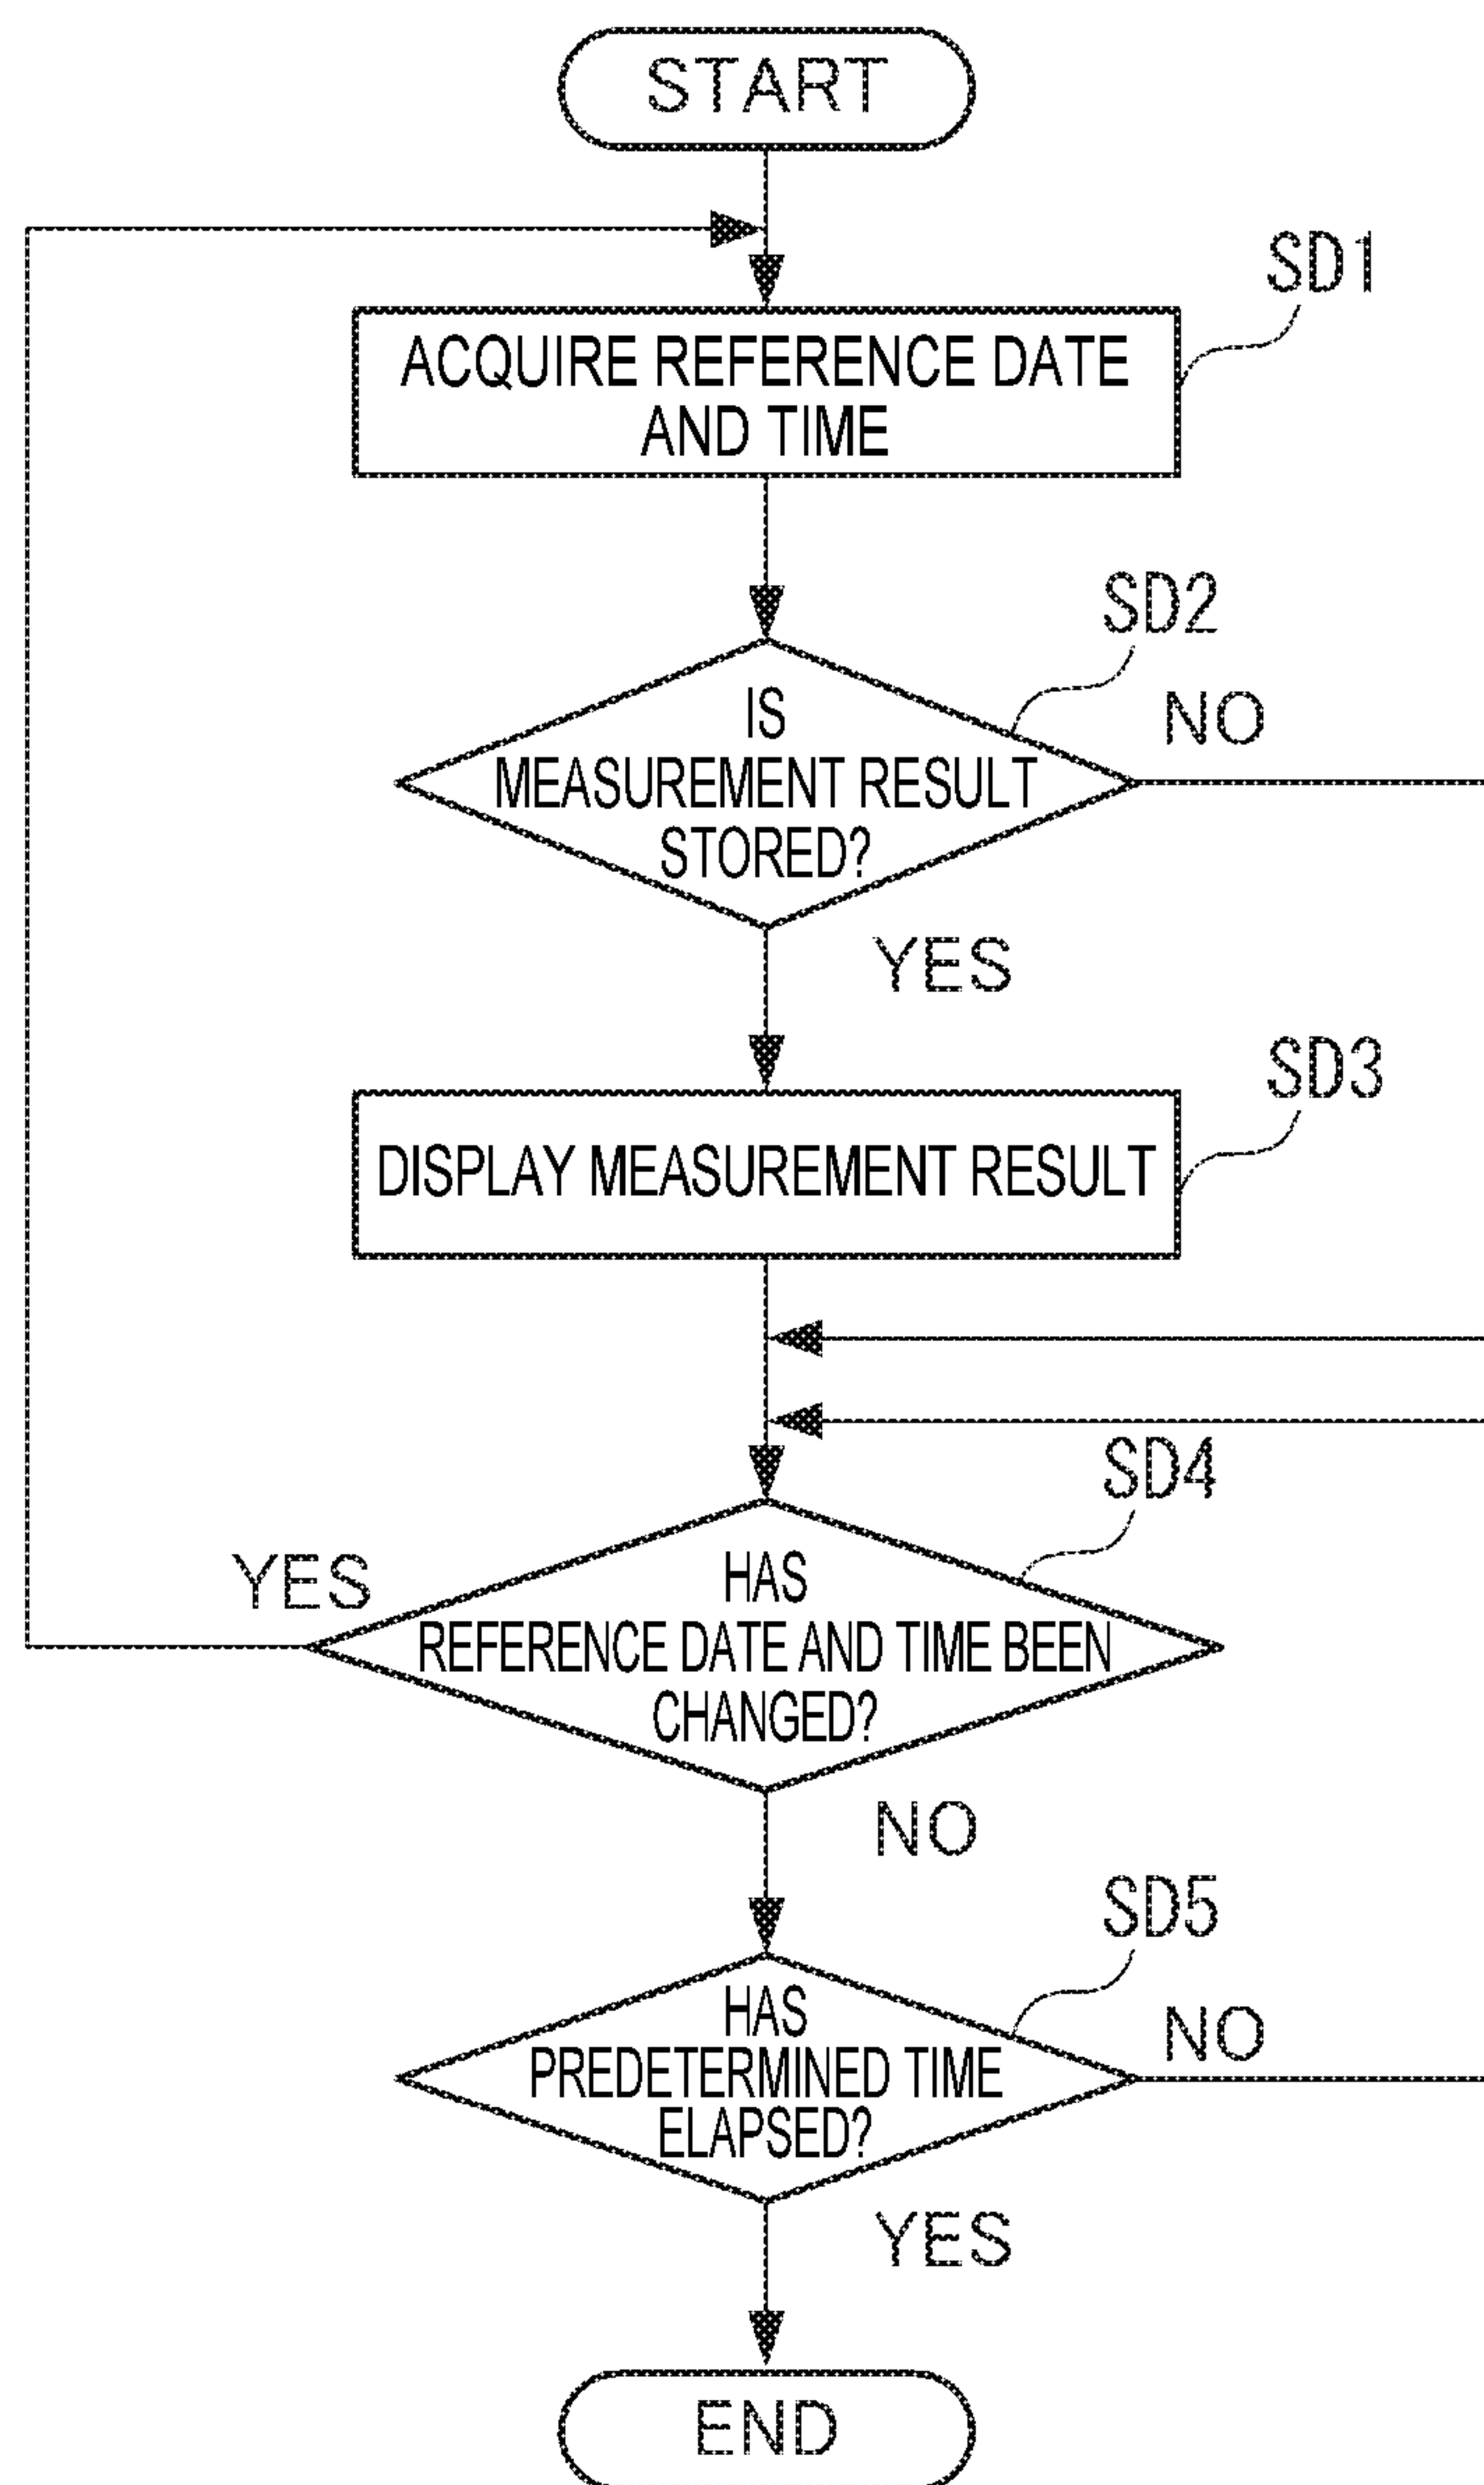 START
SD1
ACQUIRE REFERENCE DATE
AND TIME
SD2
IS
MEASUREMENT RESULT
STORED?
NO
YES
SD3
DISPLAY MEASUREMENT RESULT
SD4
YES
HAS
REFERENCE DATE AND TIME BEEN
CHANGED?
NO
SD5
HAS
PREDETERMINED TIME
ELAPSED?
NO
YES
END